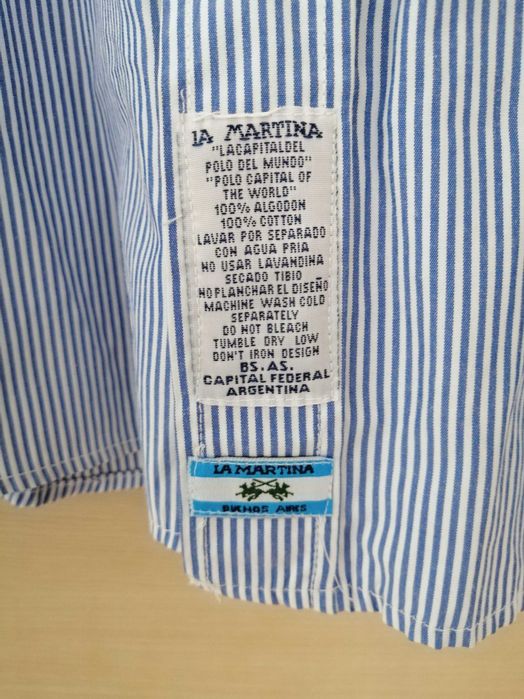 LA MARTINA
"LACAPITALDEL
POLO DEL MUNDO"
"POLO CAPITAL OF
THE WORLD"
100% ALGODON
100% COTTON
LAVAR POR SEPARADO
CON AGUA PRIA
NO USAR LAVANDINA
SECADO TIBIO
NO PLANCHAR EL DISEÑO
MACHINE WASH COLD
SEPARATELY
DO NOT BLEACH
TUMBLE DRY LOW
DON'T IRON DESIGN
BS.AS.
CAPITAL FEDERAL
ARGENTINA
LA MARTINA
BUENOS AIRES